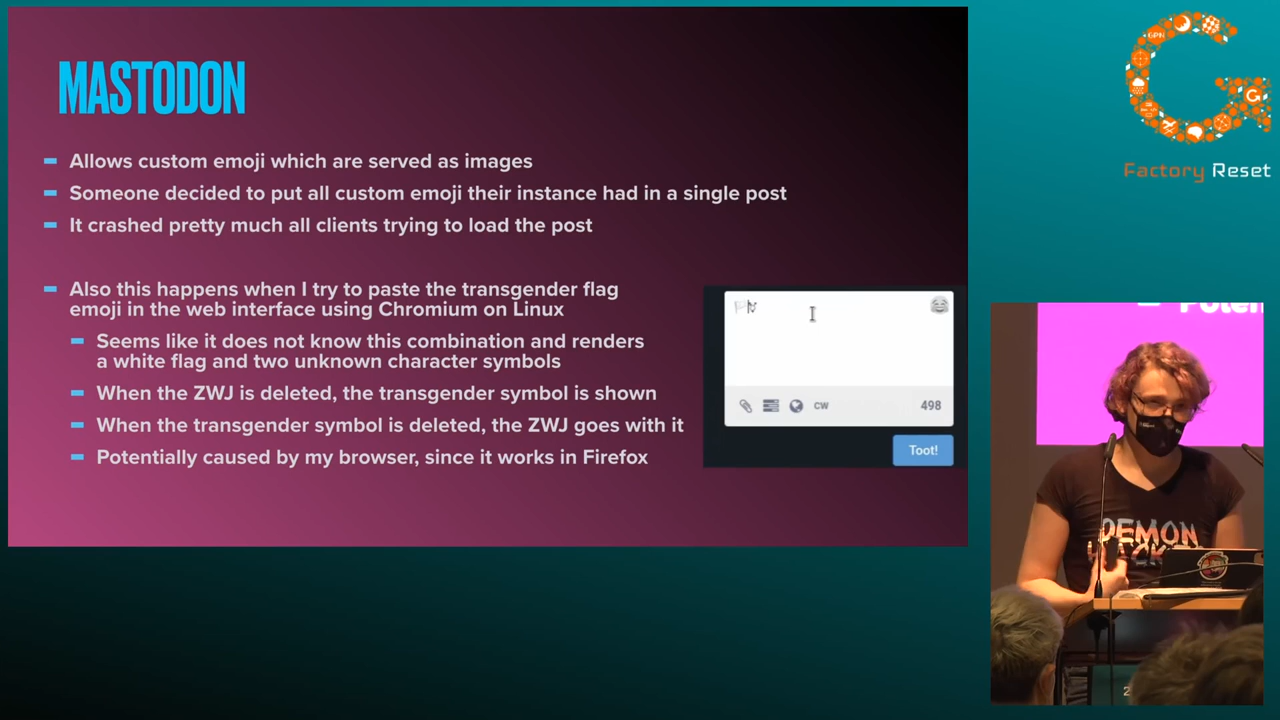 MASTODON
Allows custom emoji which are served as images
Someone decided to put all custom emoji their instance had in a single post
It crashed pretty much all clients trying to load the post
Also this happens when I try to paste the transgender flag
emoji in the web interface using Chromium on Linux
Seems like it does not know this combination and renders
a white flag and two unknown character symbols
When the ZWJ is deleted, the transgender symbol is shown
When the transgender symbol is deleted, the ZWJ goes with it
Potentially caused by my browser, since it works in Firefox
CW
498
Toot!
GPN
G
Factory Reset
Poten
DEMON